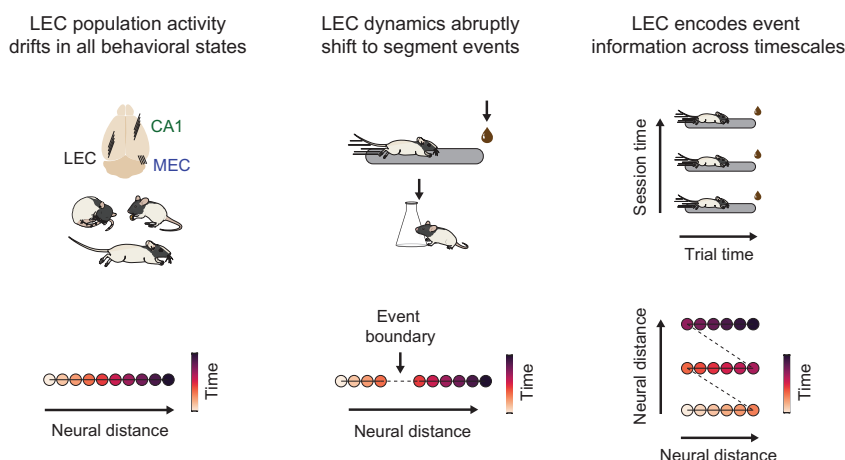 LEC population activity
drifts in all behavioral states
CA1
LEC
MEC
Time
Neural distance
LEC dynamics abruptly
shift to segment events
Event
boundary
Time
Neural distance
LEC encodes event
information across timescales
Session time
Trial time
Neural distance
Time
Neural distance